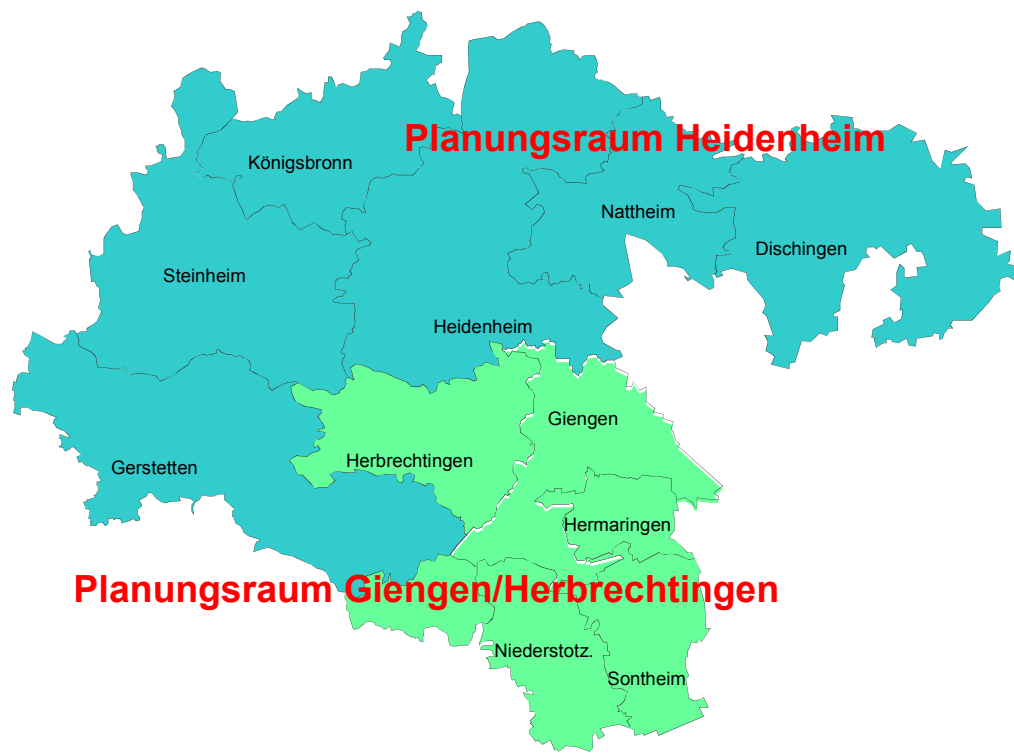 Planungsraum Heidenheim
Königsbronn
Nattheim
Dischingen
Steinheim
Heidenheim
Giengen
Herbrechtingen
Gerstetten
Hermaringen
Planungsraum Giengen/Herbrechtingen
Niederstotz.
Sontheim